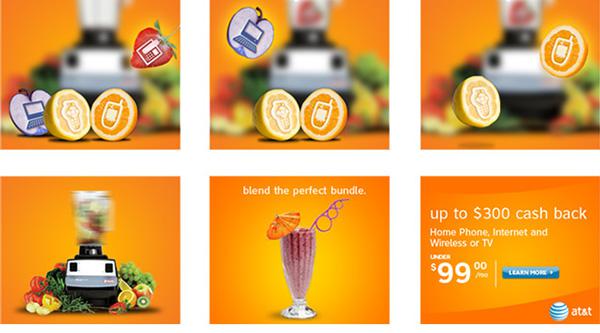 blend the perfect bundle.
up to $300 cash back
Home Phone, Internet and
Wireless or TV
UNDER
$99 00 /mo
LEARN MORE ▸
at&t